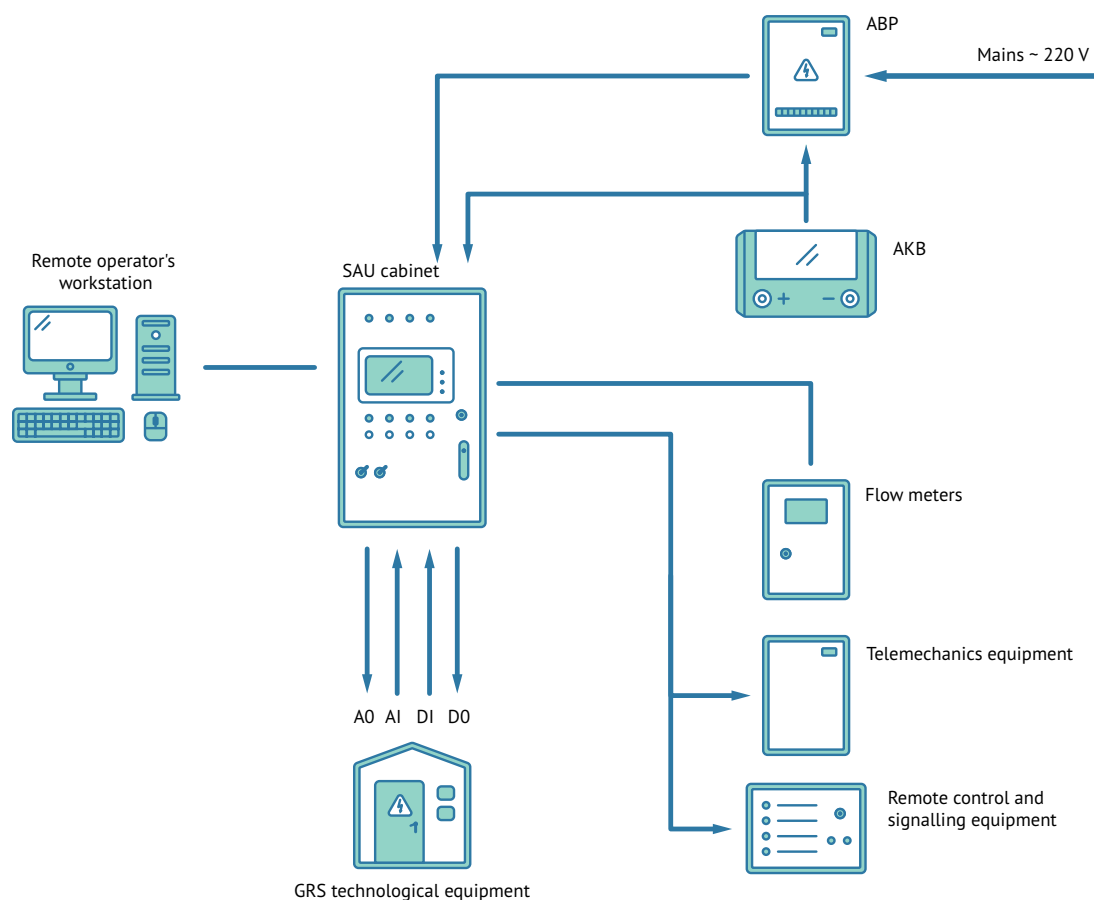 ABP
Mains ~ 220 V
AKB
Remote operator's
workstation
SAU cabinet
+ −
Flow meters
Telemechanics equipment
A0 AI DI D0
Remote control and
signalling equipment
GRS technological equipment